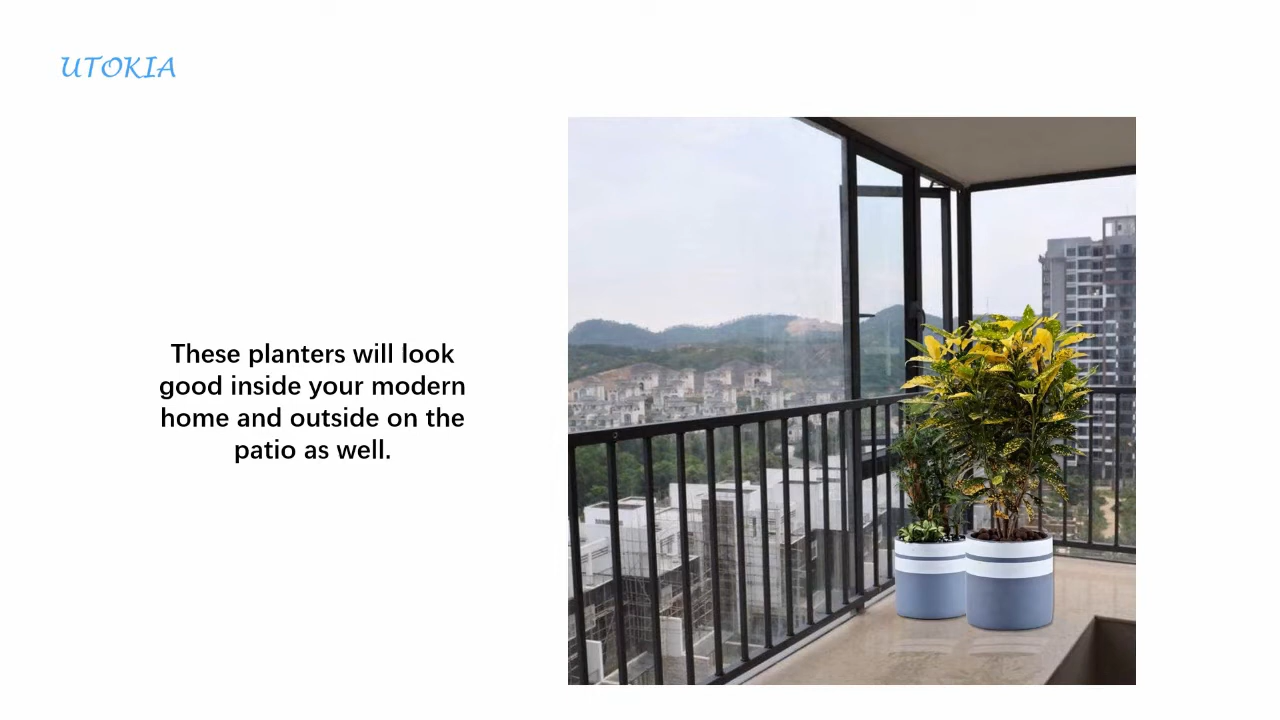 UTOKIA
These planters will look
good inside your modern
home and outside on the
patio as well.